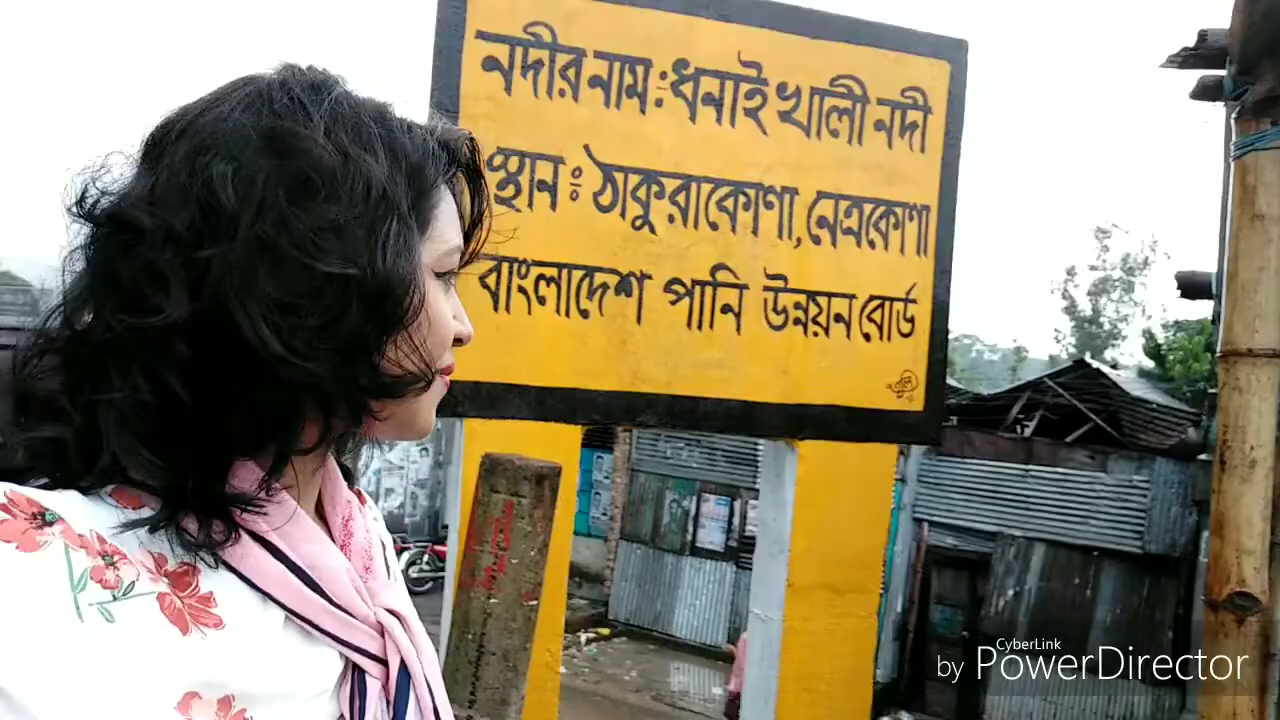 নদীর নাম : ধনাই খালী নদী
স্থান : ঠাকুরাকোণা, নেত্রকোণা
বাংলাদেশ পানি উন্নয়ন বোর্ড
CyberLink
by PowerDirector